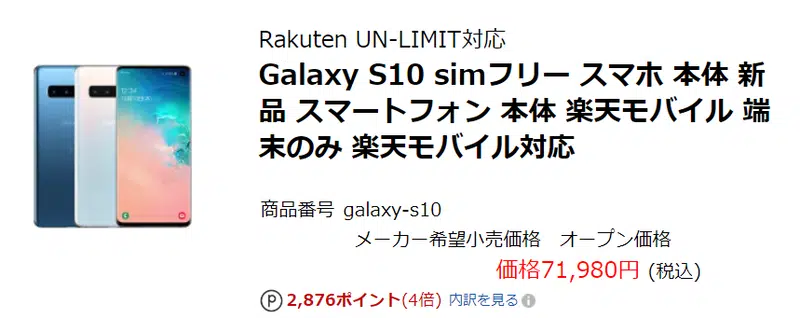 Rakuten UN-LIMIT対応
Galaxy S10 simフリー スマホ 本体 新
品 スマートフォン 本体 楽天モバイル 端
末のみ 楽天モバイル対応
商品番号 galaxy-s10
メーカー希望小売価格 オープン価格
価格71,980円 (税込)
P 2,876ポイント(4倍) 内訳を見る i